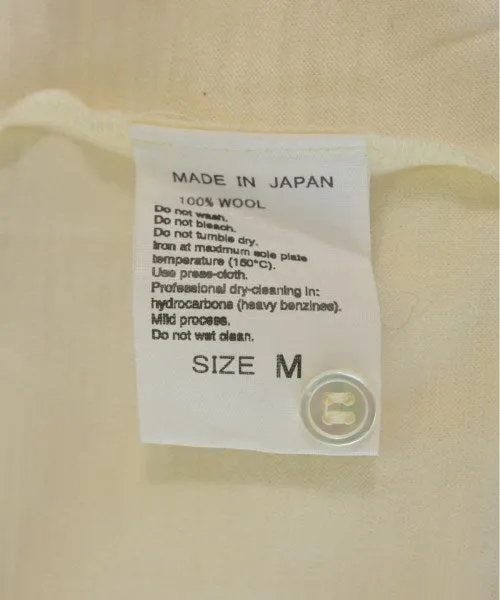 MADE IN JAPAN
100% WOOL
Do not wash.
Do not bleach.
Do not tumble dry.
Iron at maximum sole plate
temperature (150°C).
Use press-cloth.
Professional dry-cleaning in:
hydrocarbons (heavy benzines).
Mild process.
Do not wet clean.
SIZE M